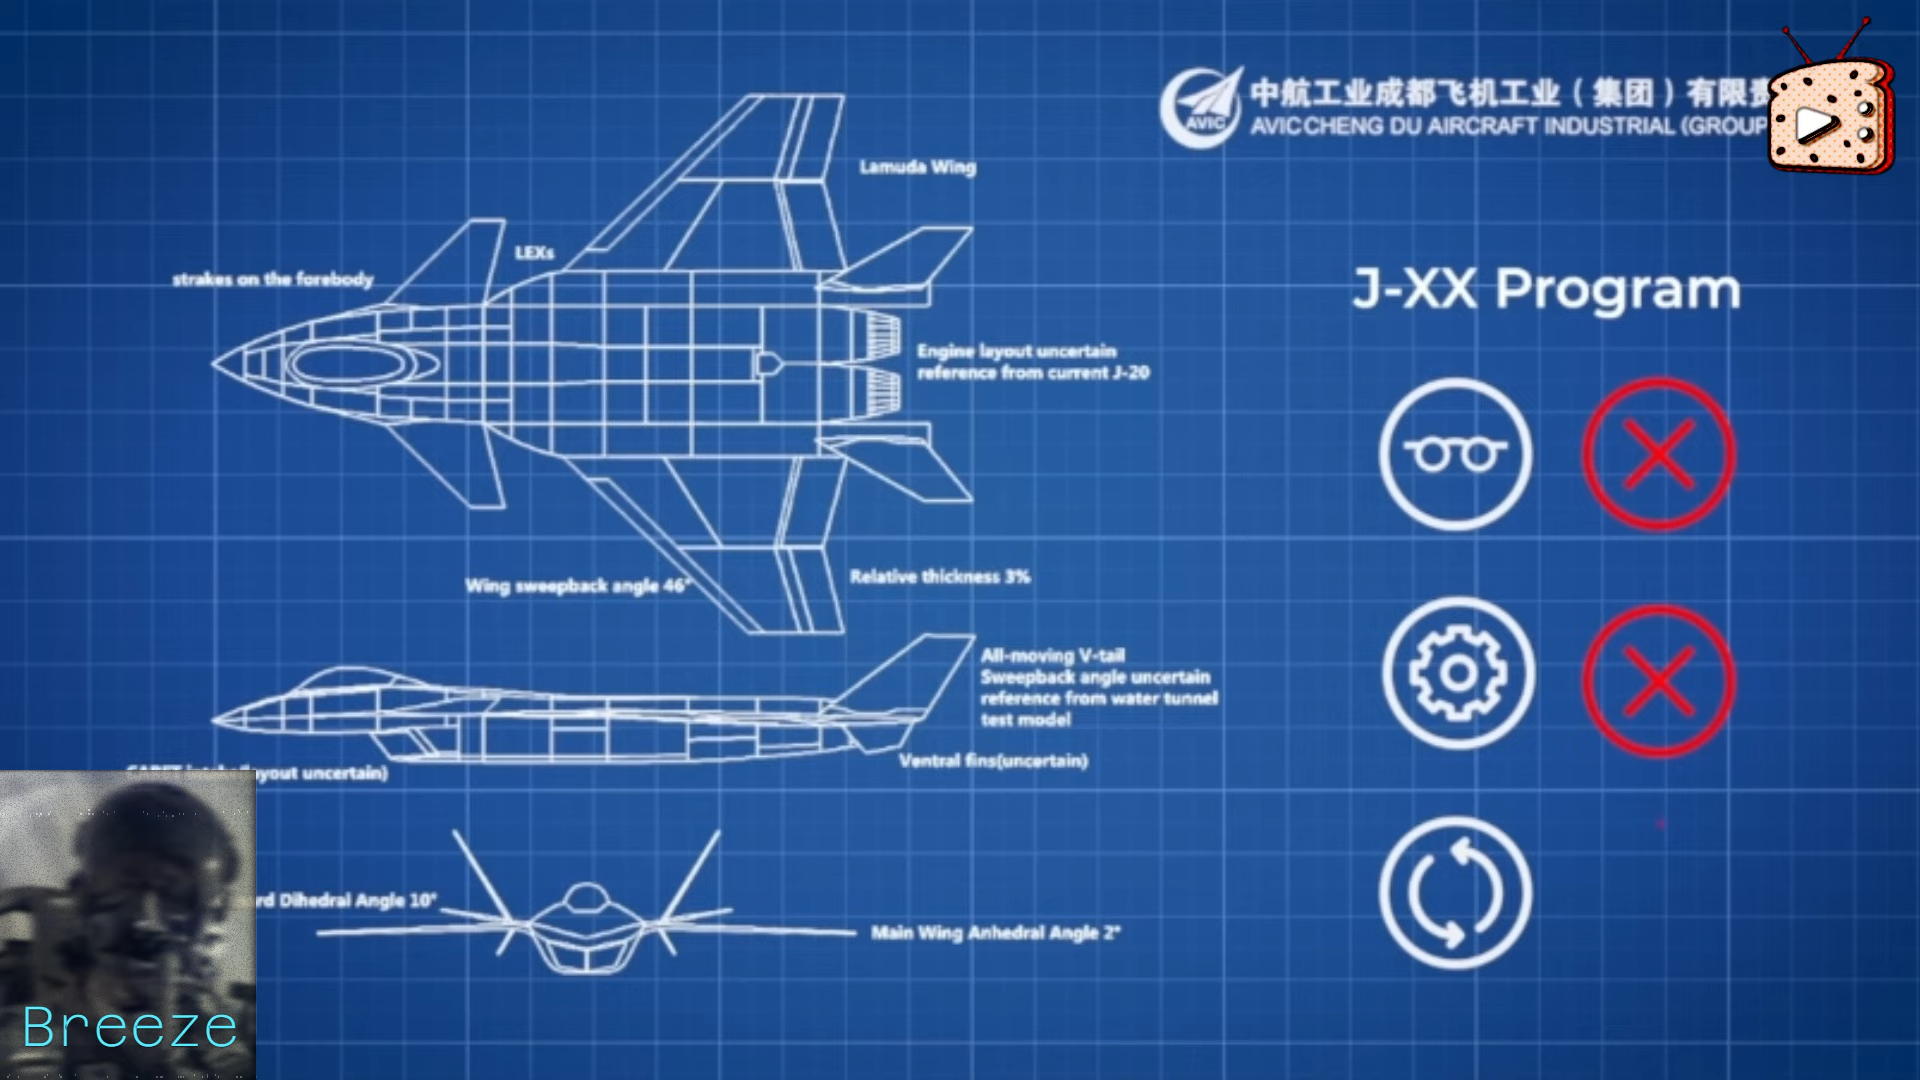 中航工业成都飞机工业（集团）有限
AVIC
AVIC CHENG DU AIRCRAFT INDUSTRIAL (GROUP
Lamuda Wing
LEXs
strakes on the forebody
J-XX Program
Engine layout uncertain
reference from current J-20
Wing sweepback angle 46°
Relative thickness 3%
All-moving V-tail
Sweepback angle uncertain
reference from water tunnel
test model
Ventral fins(uncertain)
uncertain)
Dihedral Angle 10°
Main Wing Anhedral Angle 2°
Breeze